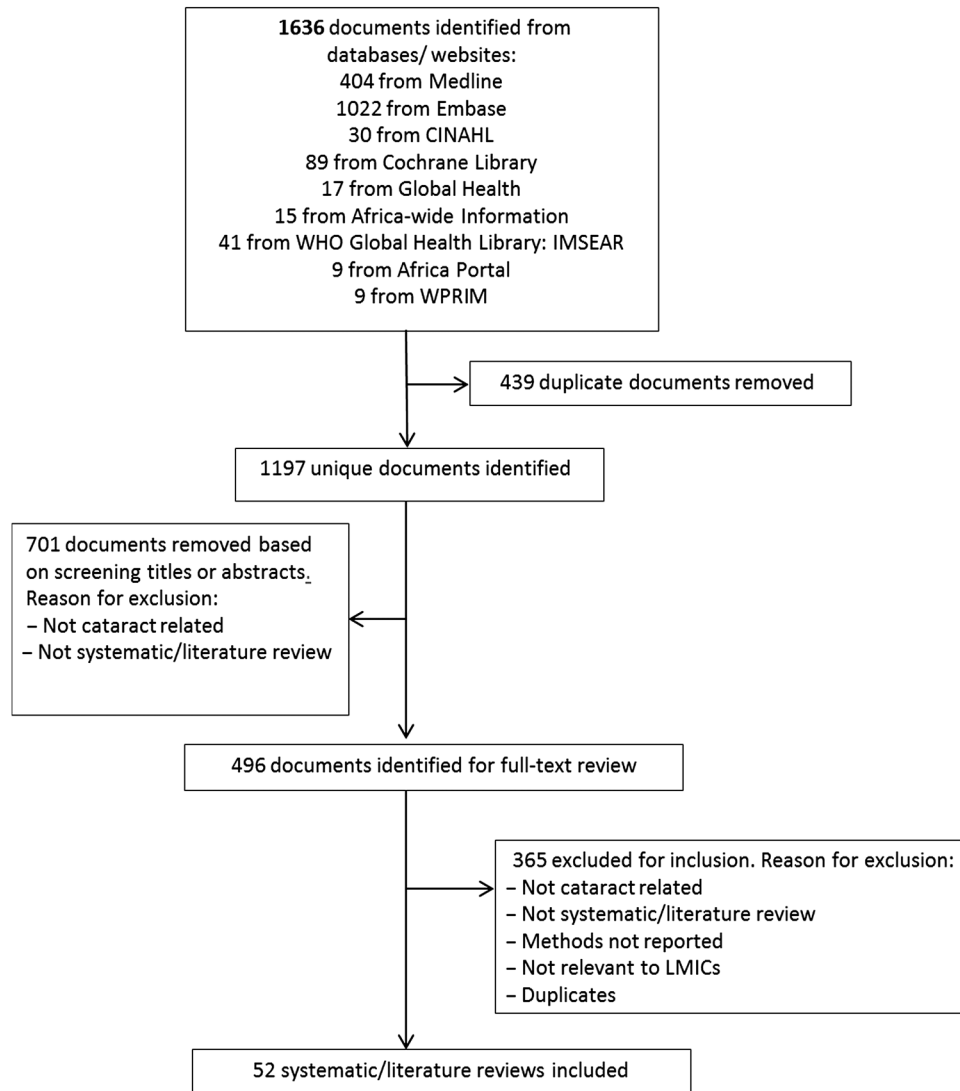 1636 documents identified from
databases/ websites:
404 from Medline
1022 from Embase
30 from CINAHL
89 from Cochrane Library
17 from Global Health
15 from Africa-wide Information
41 from WHO Global Health Library: IMSEAR
9 from Africa Portal
9 from WPRIM
439 duplicate documents removed
1197 unique documents identified
701 documents removed based
on screening titles or abstracts.
Reason for exclusion:
– Not cataract related
– Not systematic/literature review
496 documents identified for full-text review
365 excluded for inclusion. Reason for exclusion:
– Not cataract related
– Not systematic/literature review
– Methods not reported
– Not relevant to LMICs
– Duplicates
52 systematic/literature reviews included